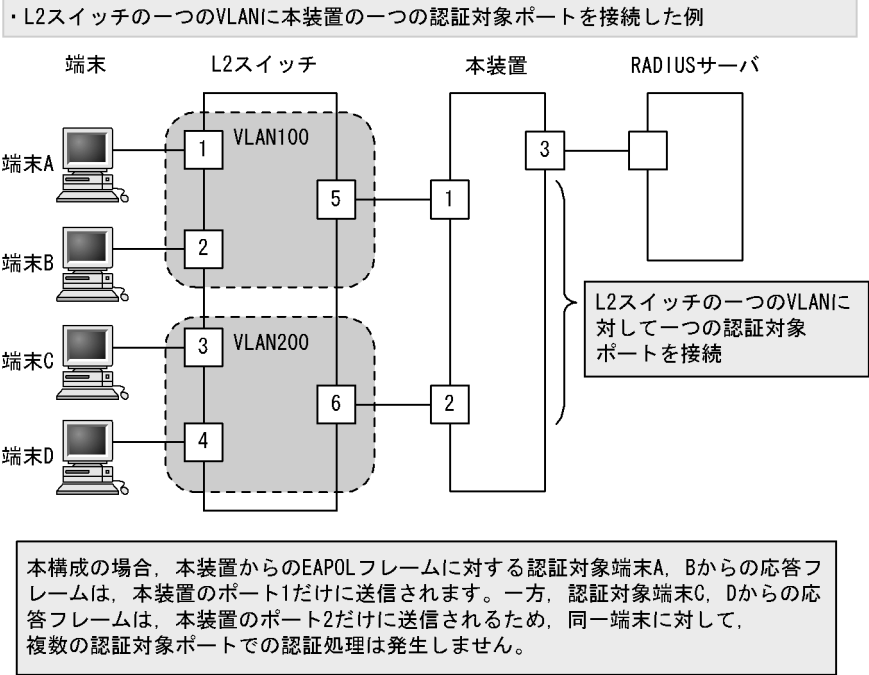 ・L2スイッチの一つのVLANに本装置の一つの認証対象ポートを接続した例
端末
L2スイッチ
本装置
RADIUSサーバ
端末A
1
VLAN100
3
5
1
端末B
2
L2スイッチの一つのVLANに
対して一つの認証対象
ポートを接続
端末C
3
VLAN200
6
2
端末D
4
本構成の場合，本装置からのEAPOLフレームに対する認証対象端末A，Bからの応答フ
レームは，本装置のポート1だけに送信されます。一方，認証対象端末C，Dからの応
答フレームは，本装置のポート2だけに送信されるため，同一端末に対して，
複数の認証対象ポートでの認証処理は発生しません。